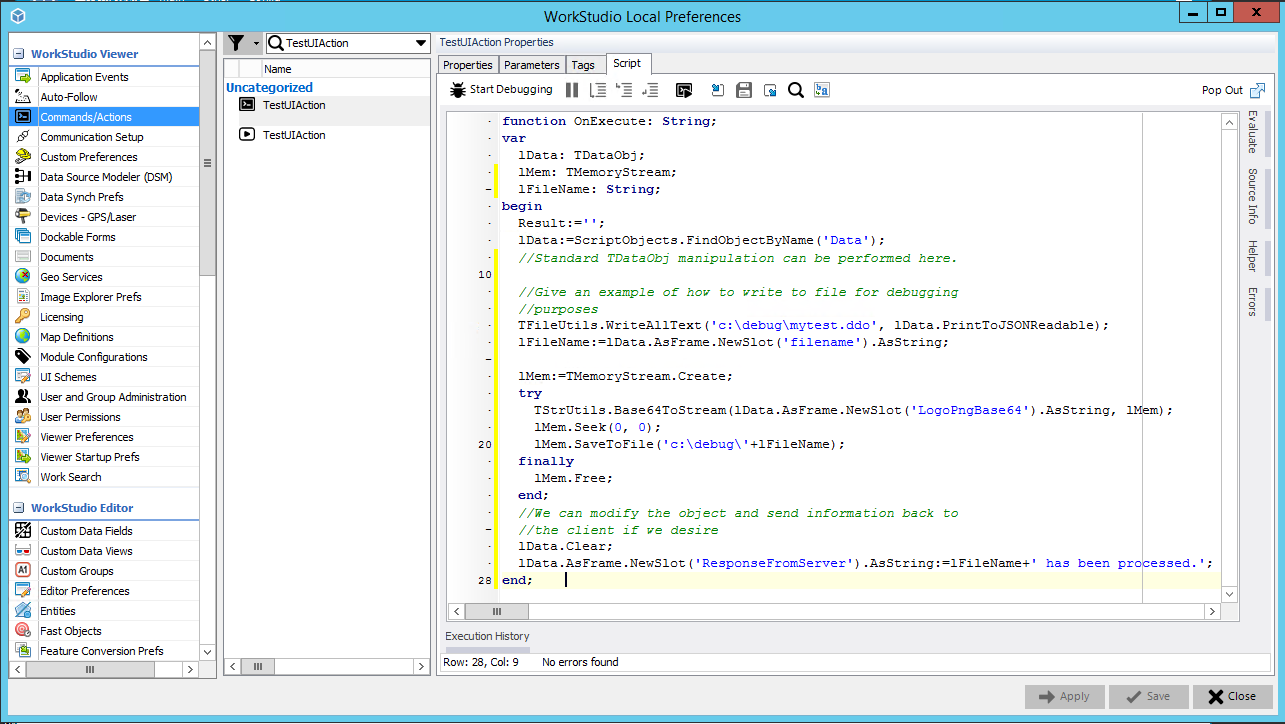 WorkStudio Local Preferences
WorkStudio Viewer
Application Events
Auto-Follow
Commands/Actions
Communication Setup
Custom Preferences
Data Source Modeler (DSM)
Data Synch Prefs
Devices - GPS/Laser
Dockable Forms
Documents
Geo Services
Image Explorer Prefs
Licensing
Map Definitions
Module Configurations
UI Schemes
User and Group Administration
User Permissions
Viewer Preferences
Viewer Startup Prefs
Work Search
WorkStudio Editor
Custom Data Fields
Custom Data Views
Custom Groups
Editor Preferences
Entities
Fast Objects
Feature Conversion Prefs
TestUIAction
Name
Uncategorized
TestUIAction
TestUIAction
TestUIAction Properties
Properties Parameters Tags Script
Start Debugging
Pop Out
function OnExecute: String;
var
lData: TDataObj;
lMem: TMemoryStream;
lFileName: String;
begin
Result:='';
lData:=ScriptObjects.FindObjectByName('Data');
//Standard TDataObj manipulation can be performed here.
10
//Give an example of how to write to file for debugging
//purposes
TFileUtils.WriteAllText('c:\debug\mytest.ddo', lData.PrintToJSONReadable);
lFileName:=lData.AsFrame.NewSlot('filename').AsString;
lMem:=TMemoryStream.Create;
try
TStrUtils.Base64ToStream(lData.AsFrame.NewSlot('LogoPngBase64').AsString, lMem);
lMem.Seek(0, 0);
20 lMem.SaveToFile('c:\debug\'+lFileName);
finally
lMem.Free;
end;
//We can modify the object and send information back to
//the client if we desire
lData.Clear;
lData.AsFrame.NewSlot('ResponseFromServer').AsString:=lFileName+' has been processed.';
28 end;
Evaluate
Source Info
Helper
Errors
Execution History
Row: 28, Col: 9 No errors found
Apply Save Close